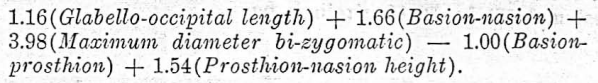 1.16(Glabello-occipital length) + 1.66(Basion-nasion) +
3.98(Maximum diameter bi-zygomatic) — 1.00(Basion-
prosthion) + 1.54(Prosthion-nasion height).